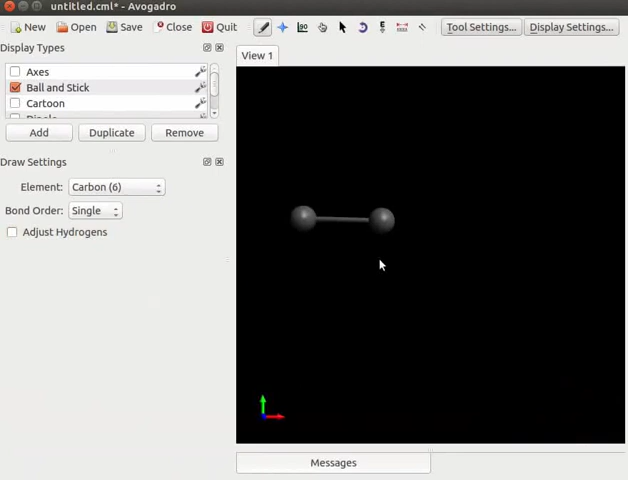 untitled.cml* - Avogadro
New Open Save Close Quit Tool Settings... Display Settings...
Display Types
View 1
Axes
Ball and Stick
Cartoon
Add Duplicate Remove
Draw Settings
Element: Carbon (6)
Bond Order: Single
Adjust Hydrogens
Messages